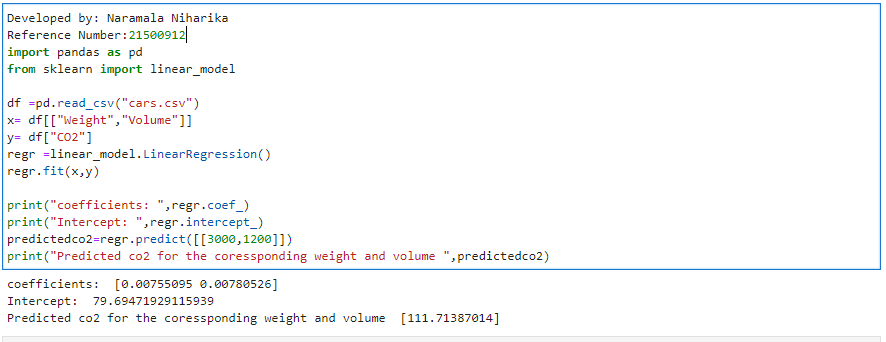 Developed by: Naramala Niharika
Reference Number:21500912
import pandas as pd
from sklearn import linear_model
df =pd.read_csv("cars.csv")
x= df[["Weight","Volume"]]
y= df["CO2"]
regr =linear_model.LinearRegression()
regr.fit(x,y)
print("coefficients: ",regr.coef_)
print("Intercept: ",regr.intercept_)
predictedco2=regr.predict([[3000,1200]])
print("Predicted co2 for the coressponding weight and volume ",predictedco2)
coefficients:  [0.00755095 0.00780526]
Intercept:  79.69471929115939
Predicted co2 for the coressponding weight and volume  [111.71387014]